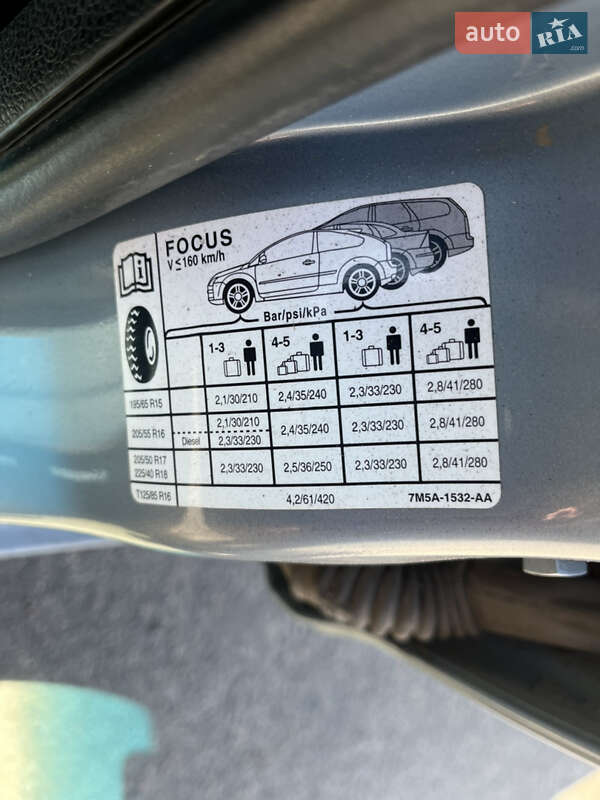 auto RIA .com
FOCUS
V≤160 km/h
Bar/psi/kPa
1-3 4-5 1-3 4-5
195/65 R15 2,1/30/210 2,4/35/240 2,3/33/230 2,8/41/280
205/55 R16 2,1/30/210 2,4/35/240 2,3/33/230 2,8/41/280
Diesel 2,3/33/230
205/50 R17
225/40 R18 2,3/33/230 2,5/36/250 2,3/33/230 2,8/41/280
T125/85 R16 4,2/61/420 7M5A-1532-AA